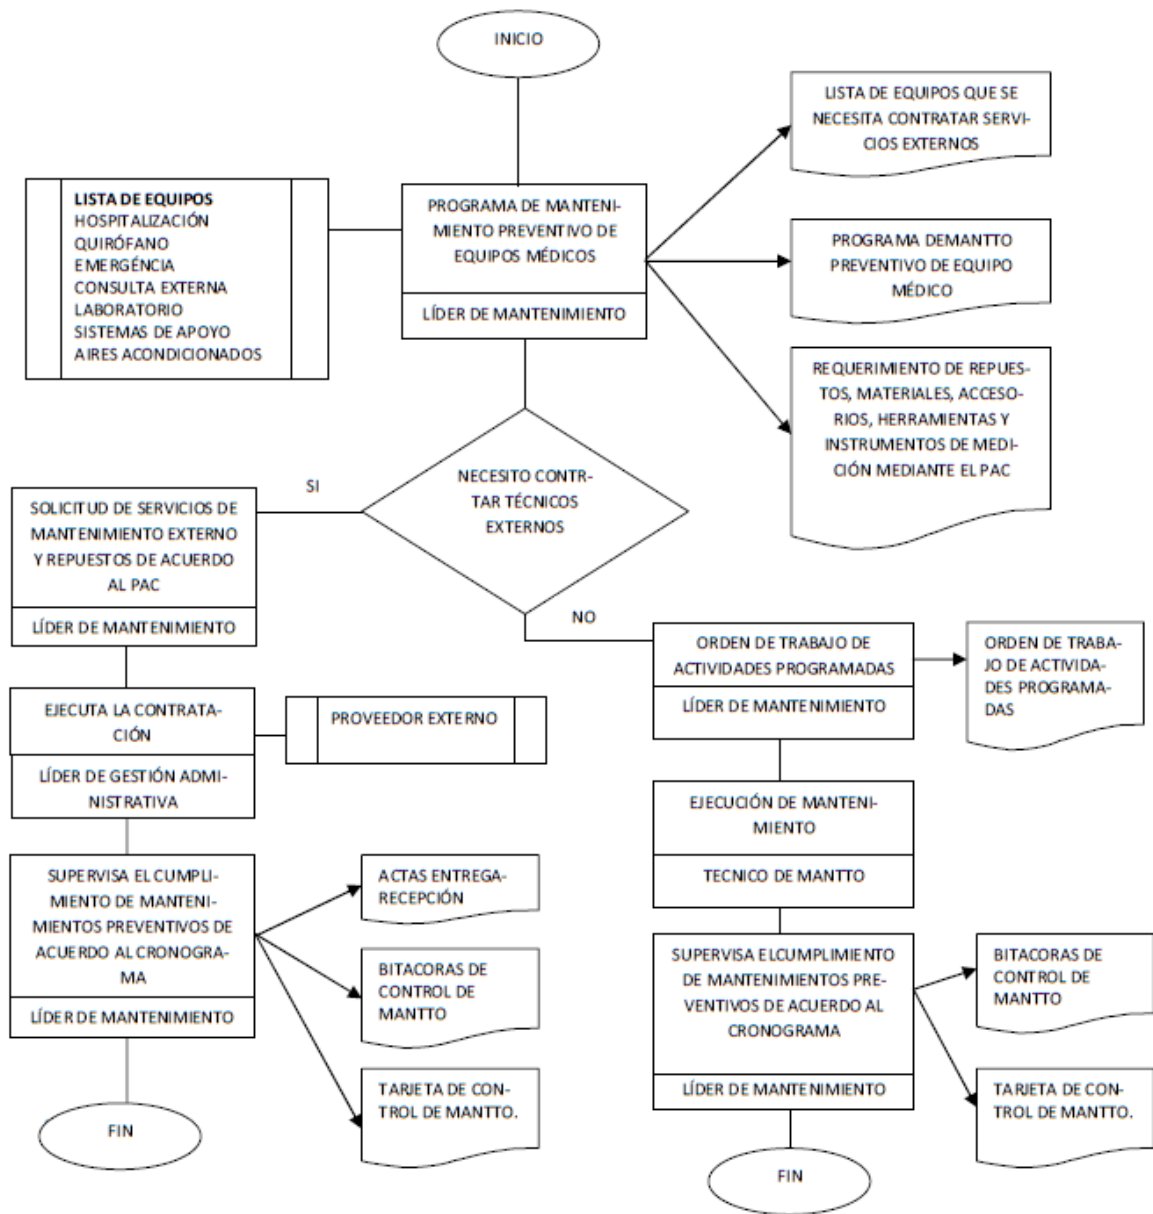 INICIO
LISTA DE EQUIPOS QUE SE
NECESITA CONTRATAR SERVI-
CIOS EXTERNOS
LISTA DE EQUIPOS
HOSPITALIZACIÓN
QUIRÓFANO
EMERGÉNCIA
CONSULTA EXTERNA
LABORATORIO
SISTEMAS DE APOYO
AIRES ACONDICIONADOS
PROGRAMA DE MANTENI-
MIENTO PREVENTIVO DE
EQUIPOS MÉDICOS
LÍDER DE MANTENIMIENTO
PROGRAMA DEMANTTO
PREVENTIVO DE EQUIPO
MÉDICO
REQUERIMIENTO DE REPUES-
TOS, MATERIALES, ACCESO-
RIOS, HERRAMIENTAS Y
INSTRUMENTOS DE MEDI-
CIÓN MEDIANTE EL PAC
NECESITO CONTR-
TAR TÉCNICOS
EXTERNOS
SI
NO
SOLICITUD DE SERVICIOS DE
MANTENIMIENTO EXTERNO
Y REPUESTOS DE ACUERDO
AL PAC
LÍDER DE MANTENIMIENTO
EJECUTA LA CONTRATA-
CIÓN
LÍDER DE GESTIÓN ADMI-
NISTRATIVA
PROVEEDOR EXTERNO
SUPERVISA EL CUMPLI-
MIENTO DE MANTENI-
MIENTOS PREVENTIVOS DE
ACUERDO AL CRONOGRA-
MA
LÍDER DE MANTENIMIENTO
ACTAS ENTREGA-
RECEPCIÓN
BITACORAS DE
CONTROL DE
MANTTO
TARJETA DE CON-
TROL DE MANTTO.
FIN
ORDEN DE TRABAJO DE
ACTIVIDADES PROGRAMADAS
LÍDER DE MANTENIMIENTO
ORDEN DE TRABA-
JO DE ACTIVIDA-
DES PROGRAMA-
DAS
EJECUCIÓN DE MANTENI-
MIENTO
TECNICO DE MANTTO
SUPERVISA ELCUMPLIMIENTO
DE MANTENIMIENTOS PRE-
VENTIVOS DE ACUERDO AL
CRONOGRAMA
LÍDER DE MANTENIMIENTO
BITACORAS DE
CONTROL DE
MANTTO
TARJETA DE CON-
TROL DE MANTTO.
FIN